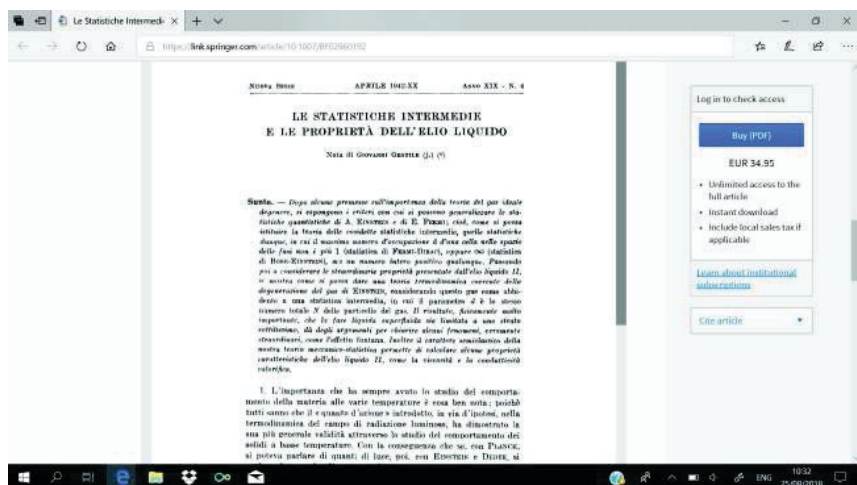 Le Statistiche Intermedi
https://link.springer.com/article/10.1007/BF02960192
NUOVA SERIE APRILE 1942-XX ANNO XIX - N. 4
LE STATISTICHE INTERMEDIE
E LE PROPRIETÀ DELL'ELIO LIQUIDO
Nota di GIOVANNI GENTILE (j.) (*)
Sunto. — Dopo alcune premesse sull'importanza della teoria del gas ideale
degenere, si espongono i criteri con cui si possono generalizzare le sta-
tistiche quantistiche di A. EINSTEIN e di E. FERMI; cioè, come si possa
istituire la teoria delle cosidette statistiche intermedie, quelle statistiche
dunque, in cui il massimo numero d'occupazione d'una cella nello spazio
delle fasi non è più 1 (statistica di FERMI-DIRAC), oppure ∞ (statistica
di BOSE-EINSTEIN), ma un numero intero positivo qualunque. Passando
poi a considerare le straordinarie proprietà presentate dall'elio liquido II,
si mostra come si possa dare una teoria termodinamica coerente della
degenerazione del gas di EINSTEIN, considerando questo gas come ubbi-
diente a una statistica intermedia, in cui il parametro d è lo stesso
numero totale N delle particelle del gas. Il risultato, fisicamente molto
importante, che la fase liquida superfluida sia limitata a uno strato
sottilissimo, dà degli argomenti per chiarire alcuni fenomeni, veramente
straordinari, come l'effetto fontana. Inoltre il carattere semiclassico della
nostra teoria meccanico-statistica permette di calcolare alcune proprietà
caratteristiche dell'elio liquido II, come la viscosità e la conduttività
calorifica.
1. L'importanza che ha sempre avuto lo studio del comporta-
mento della materia alle varie temperature è cosa ben nota; poichè
tutti sanno che il « quanto d'azione » introdotto, in via d'ipotesi, nella
termodinamica del campo di radiazione luminosa, ha dimostrato la
sua più generale validità attraverso lo studio del comportamento dei
solidi a basse temperature. Con la conseguenza che se, con PLANCK,
si poteva parlare di quanti di luce, poi, con EINSTEIN e DEBYE, si
Log in to check access
Buy (PDF)
EUR 34.95
• Unlimited access to the
full article
• Instant download
• Include local sales tax if
applicable
Learn about institutional
subscriptions
Cite article
ENG
10:32
25/09/2018